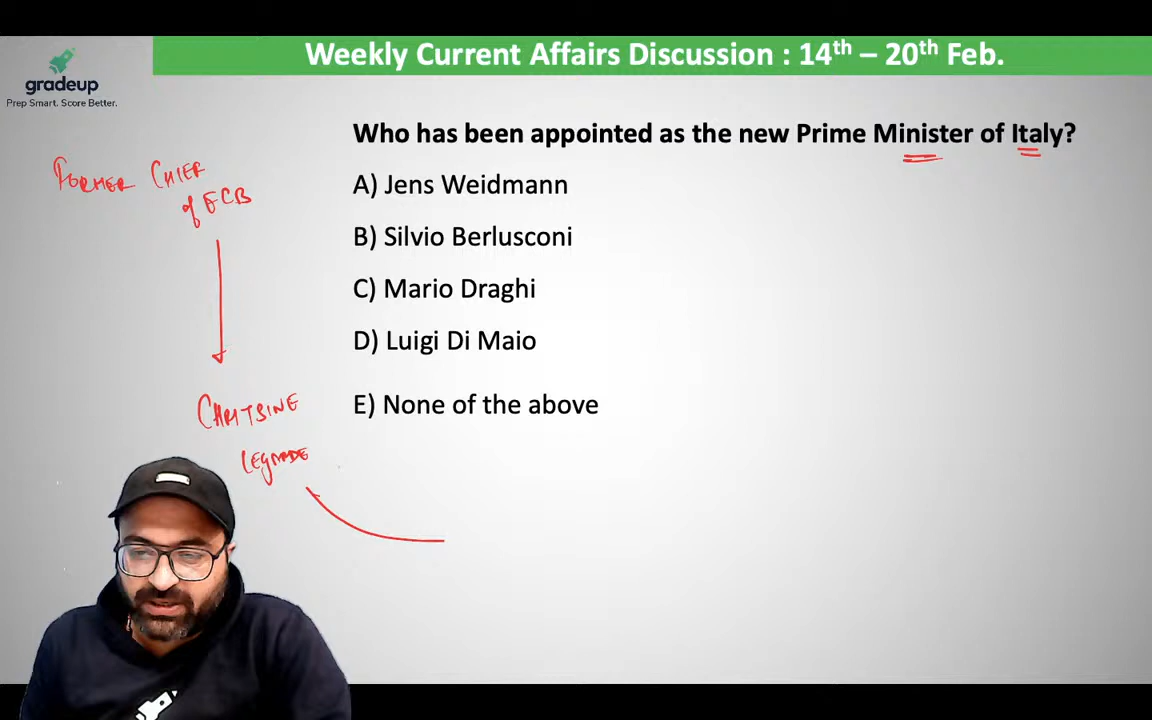 Weekly Current Affairs Discussion : 14th – 20th Feb.
gradeup
Prep Smart. Score Better.
Who has been appointed as the new Prime Minister of Italy?
FORMER CHIEF
of ECB
A) Jens Weidmann
B) Silvio Berlusconi
C) Mario Draghi
D) Luigi Di Maio
E) None of the above